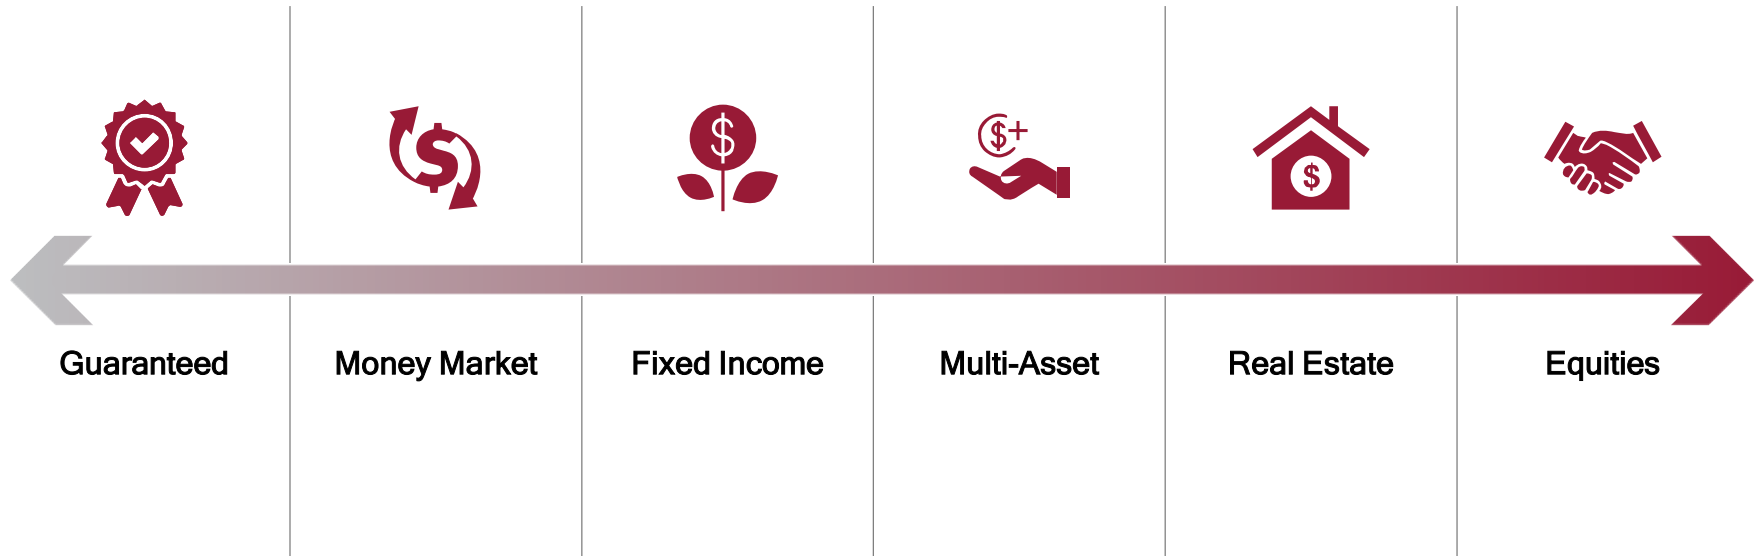 Guaranteed
Money Market
Fixed Income
Multi-Asset
Real Estate
Equities